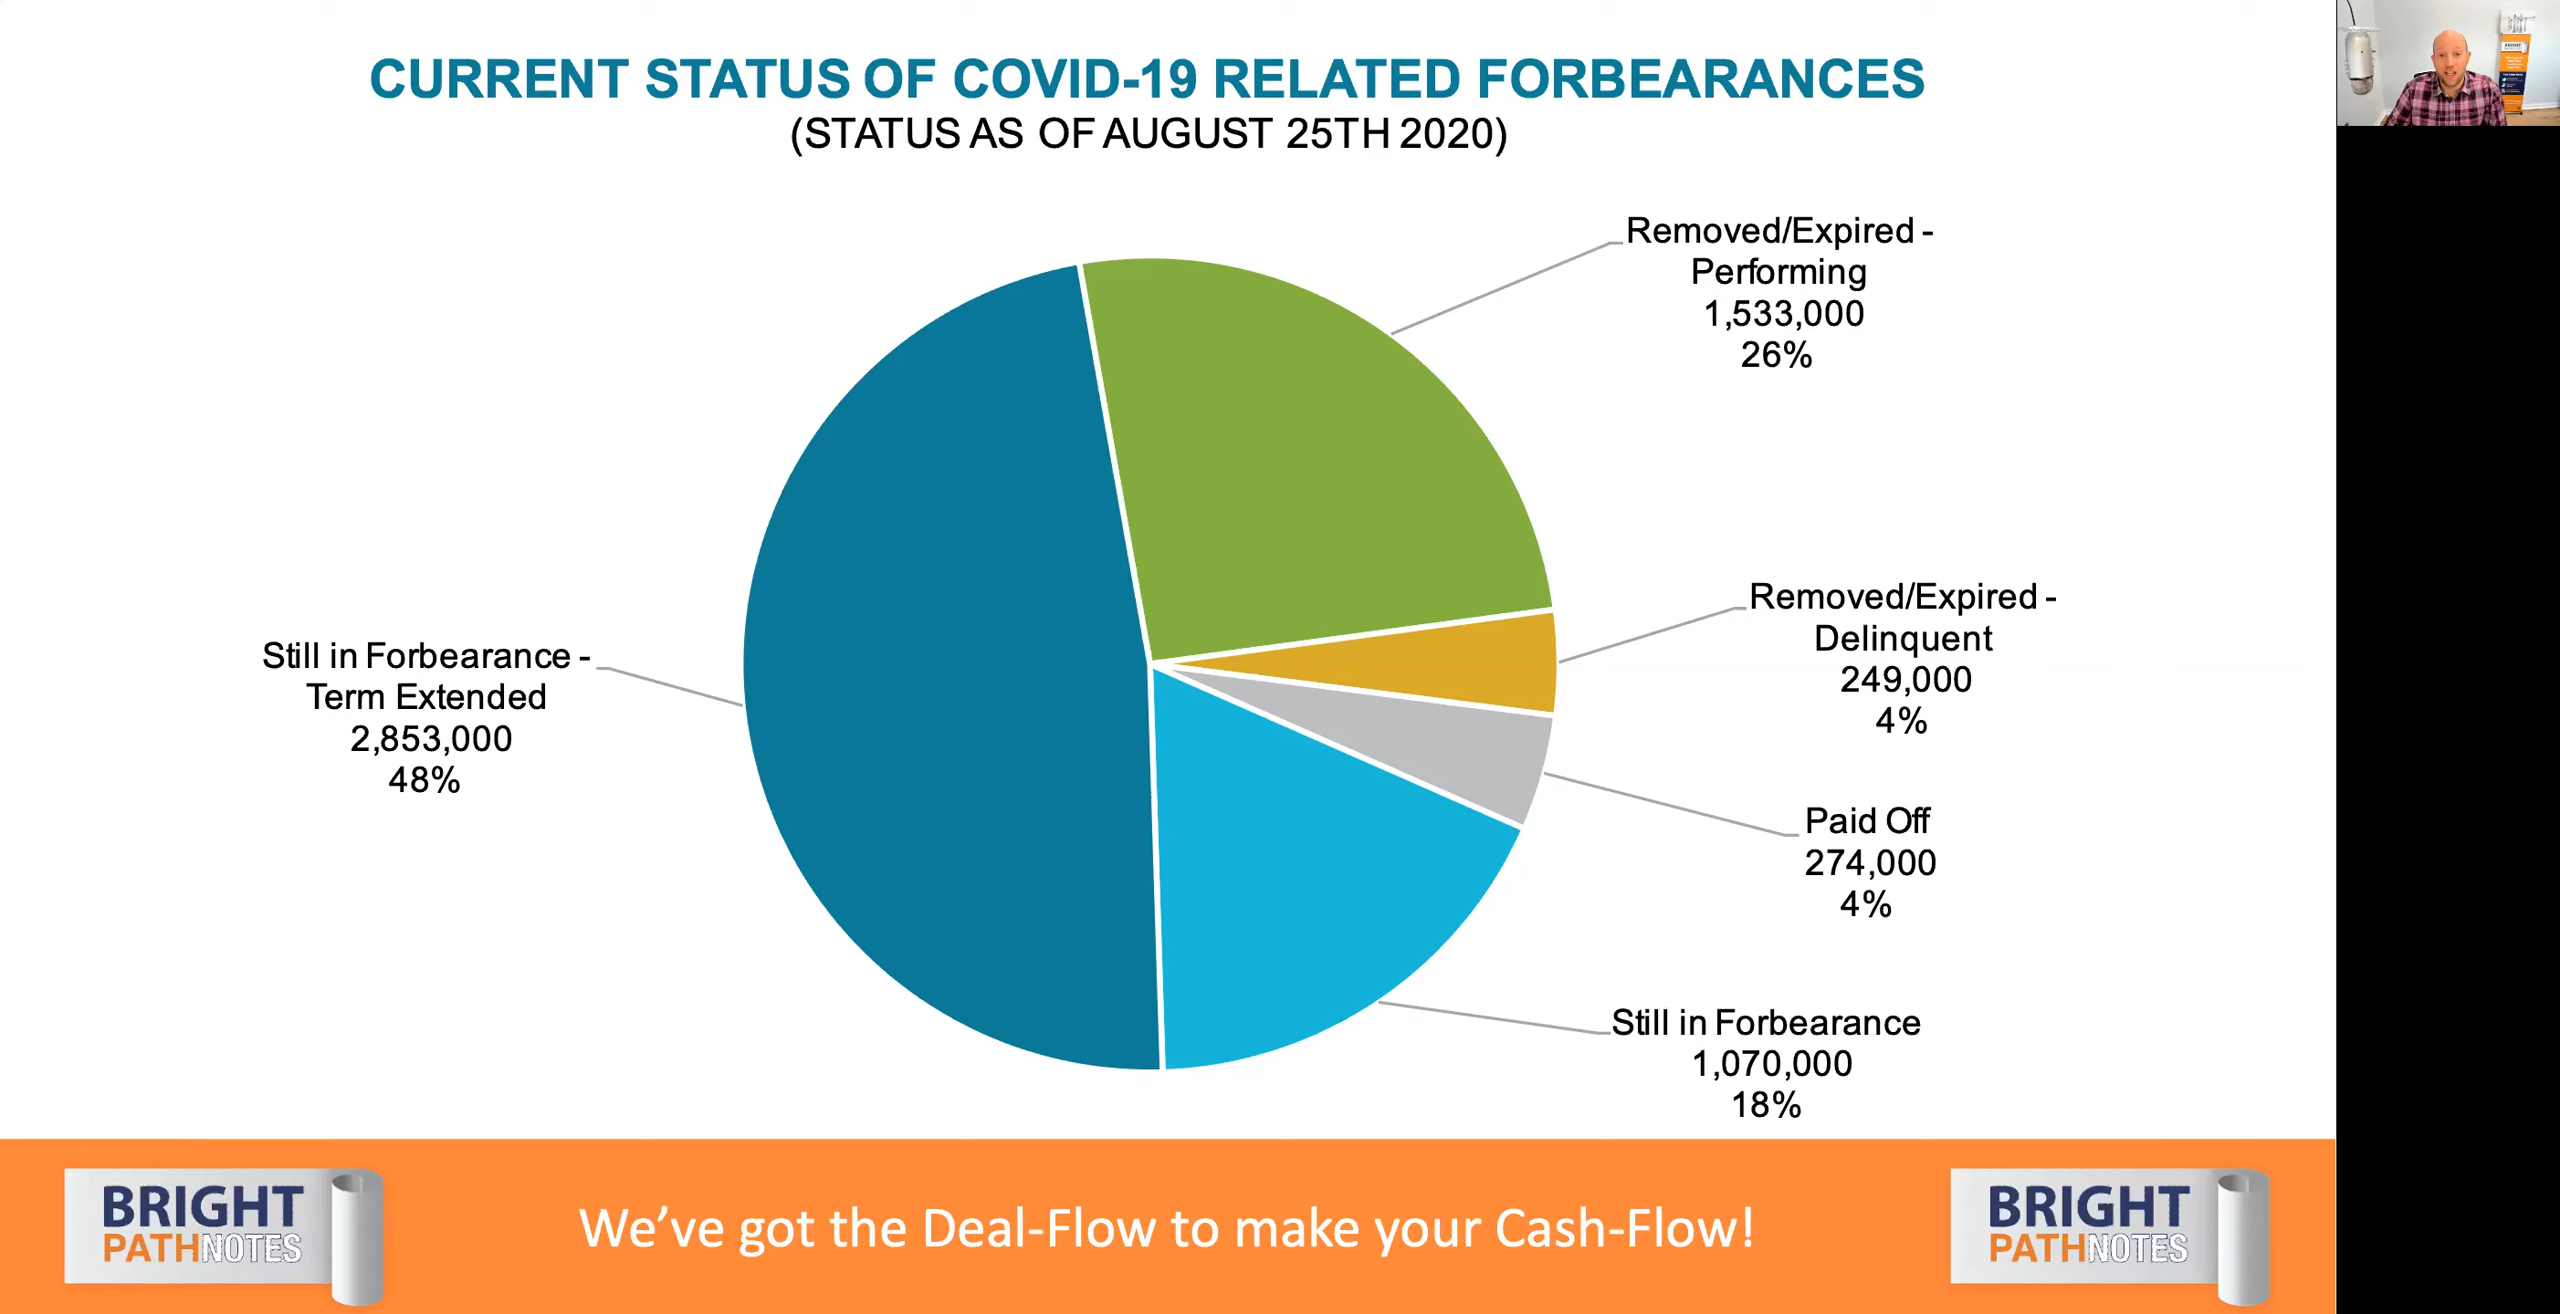 CURRENT STATUS OF COVID-19 RELATED FORBEARANCES
(STATUS AS OF AUGUST 25TH 2020)
Removed/Expired -
Performing
1,533,000
26%
Removed/Expired -
Delinquent
249,000
4%
Still in Forbearance -
Term Extended
2,853,000
48%
Paid Off
274,000
4%
Still in Forbearance
1,070,000
18%
BRIGHT
PATHNOTES
We've got the Deal-Flow to make your Cash-Flow!
BRIGHT
PATHNOTES
BRIGHT